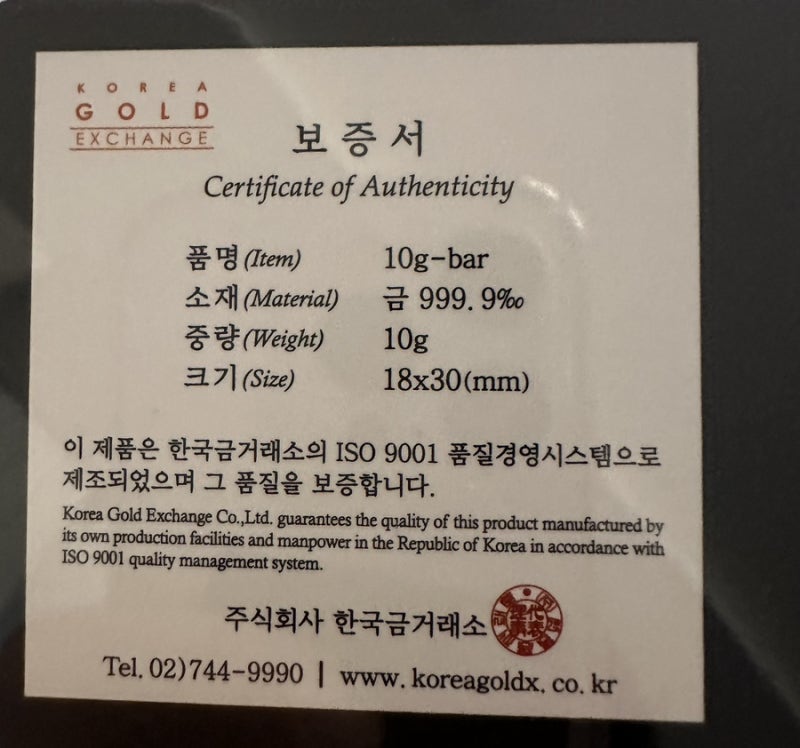 KOREA
GOLD
EXCHANGE
보증서
Certificate of Authenticity
품명(Item) 10g-bar
소재(Material) 금 999.9‰
중량(Weight) 10g
크기(Size) 18x30(mm)
이 제품은 한국금거래소의 ISO 9001 품질경영시스템으로
제조되었으며 그 품질을 보증합니다.
Korea Gold Exchange Co.,Ltd. guarantees the quality of this product manufactured by
its own production facilities and manpower in the Republic of Korea in accordance with
ISO 9001 quality management system.
주식회사 한국금거래소
Tel. 02)744-9990 | www.koreagoldx.co.kr